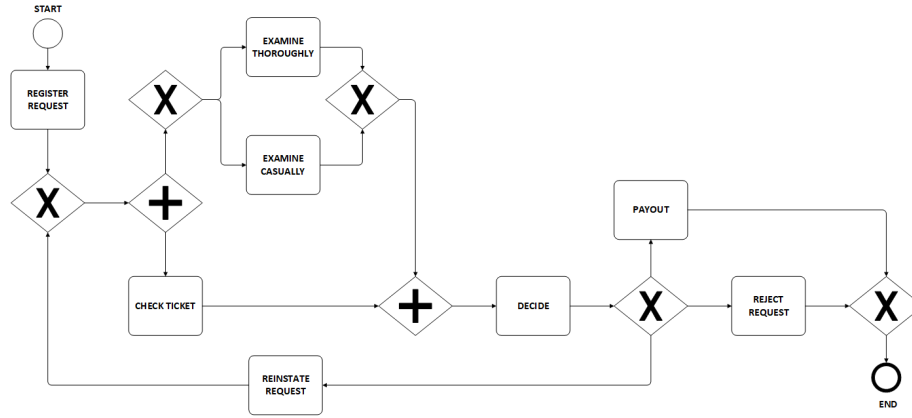 START
REGISTER
REQUEST
X
EXAMINE
THOROUGHLY
X
EXAMINE
CASUALLY
X
+
CHECK TICKET
+
DECIDE
PAYOUT
X
REJECT
REQUEST
X
REINSTATE
REQUEST
END